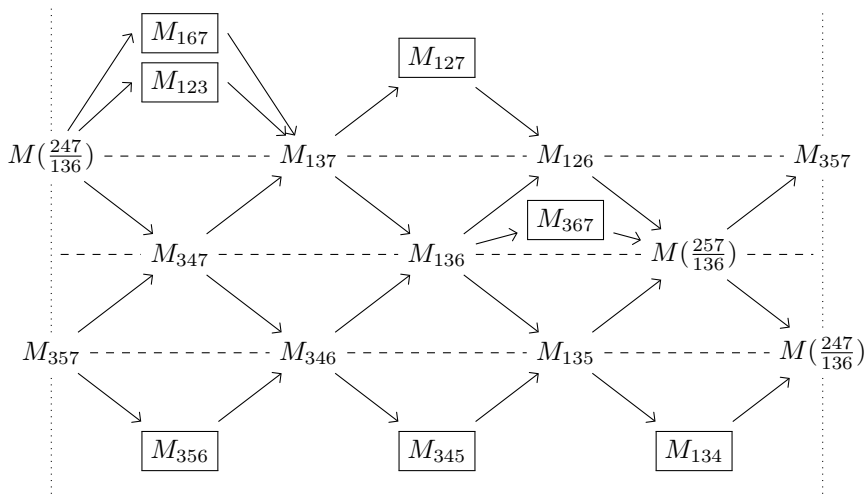 M₁₆₇
M₁₂₃ M₁₂₇
M(247/136) M₁₃₇ M₁₂₆ M₃₅₇
M₃₆₇
M₃₄₇ M₁₃₆ M(257/136)
M₃₅₇ M₃₄₆ M₁₃₅ M(247/136)
M₃₅₆ M₃₄₅ M₁₃₄